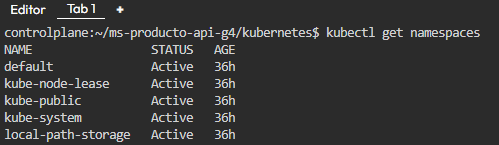 Editor Tab 1 +
controlplane:~/ms-producto-api-g4/kubernetes$ kubectl get namespaces
NAME STATUS AGE
default Active 36h
kube-node-lease Active 36h
kube-public Active 36h
kube-system Active 36h
local-path-storage Active 36h